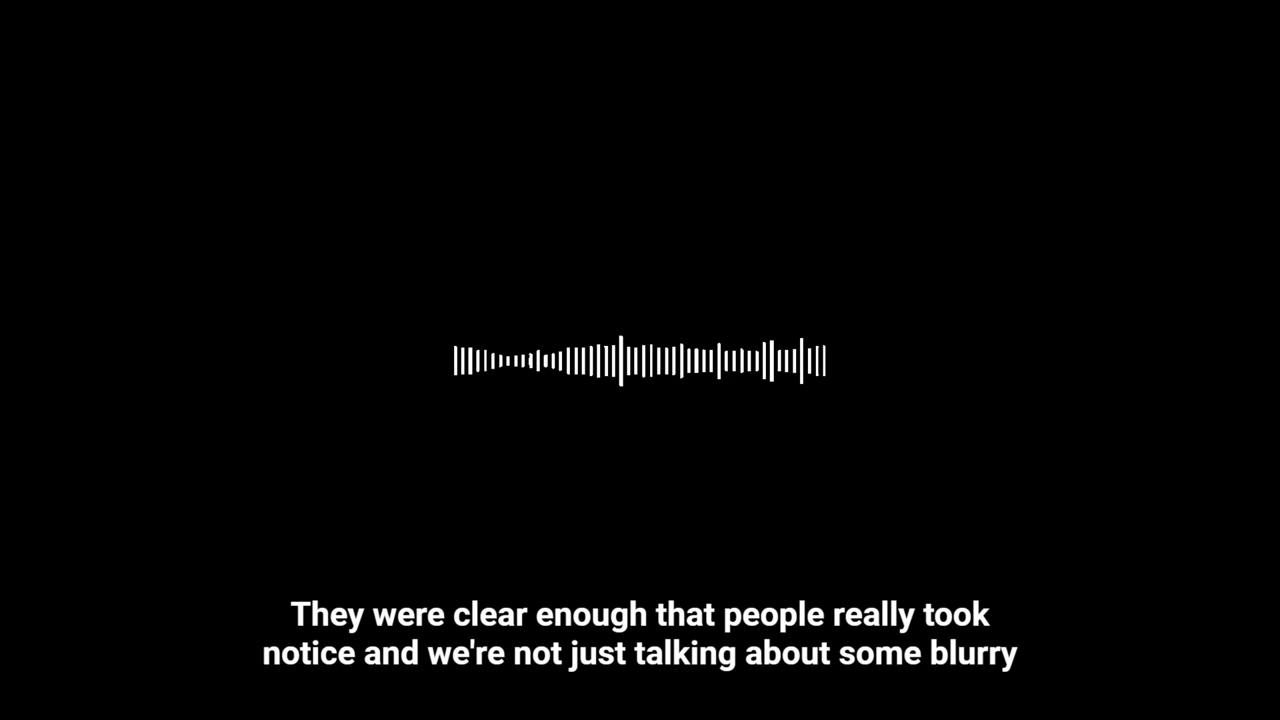 They were clear enough that people really took
notice and we're not just talking about some blurry